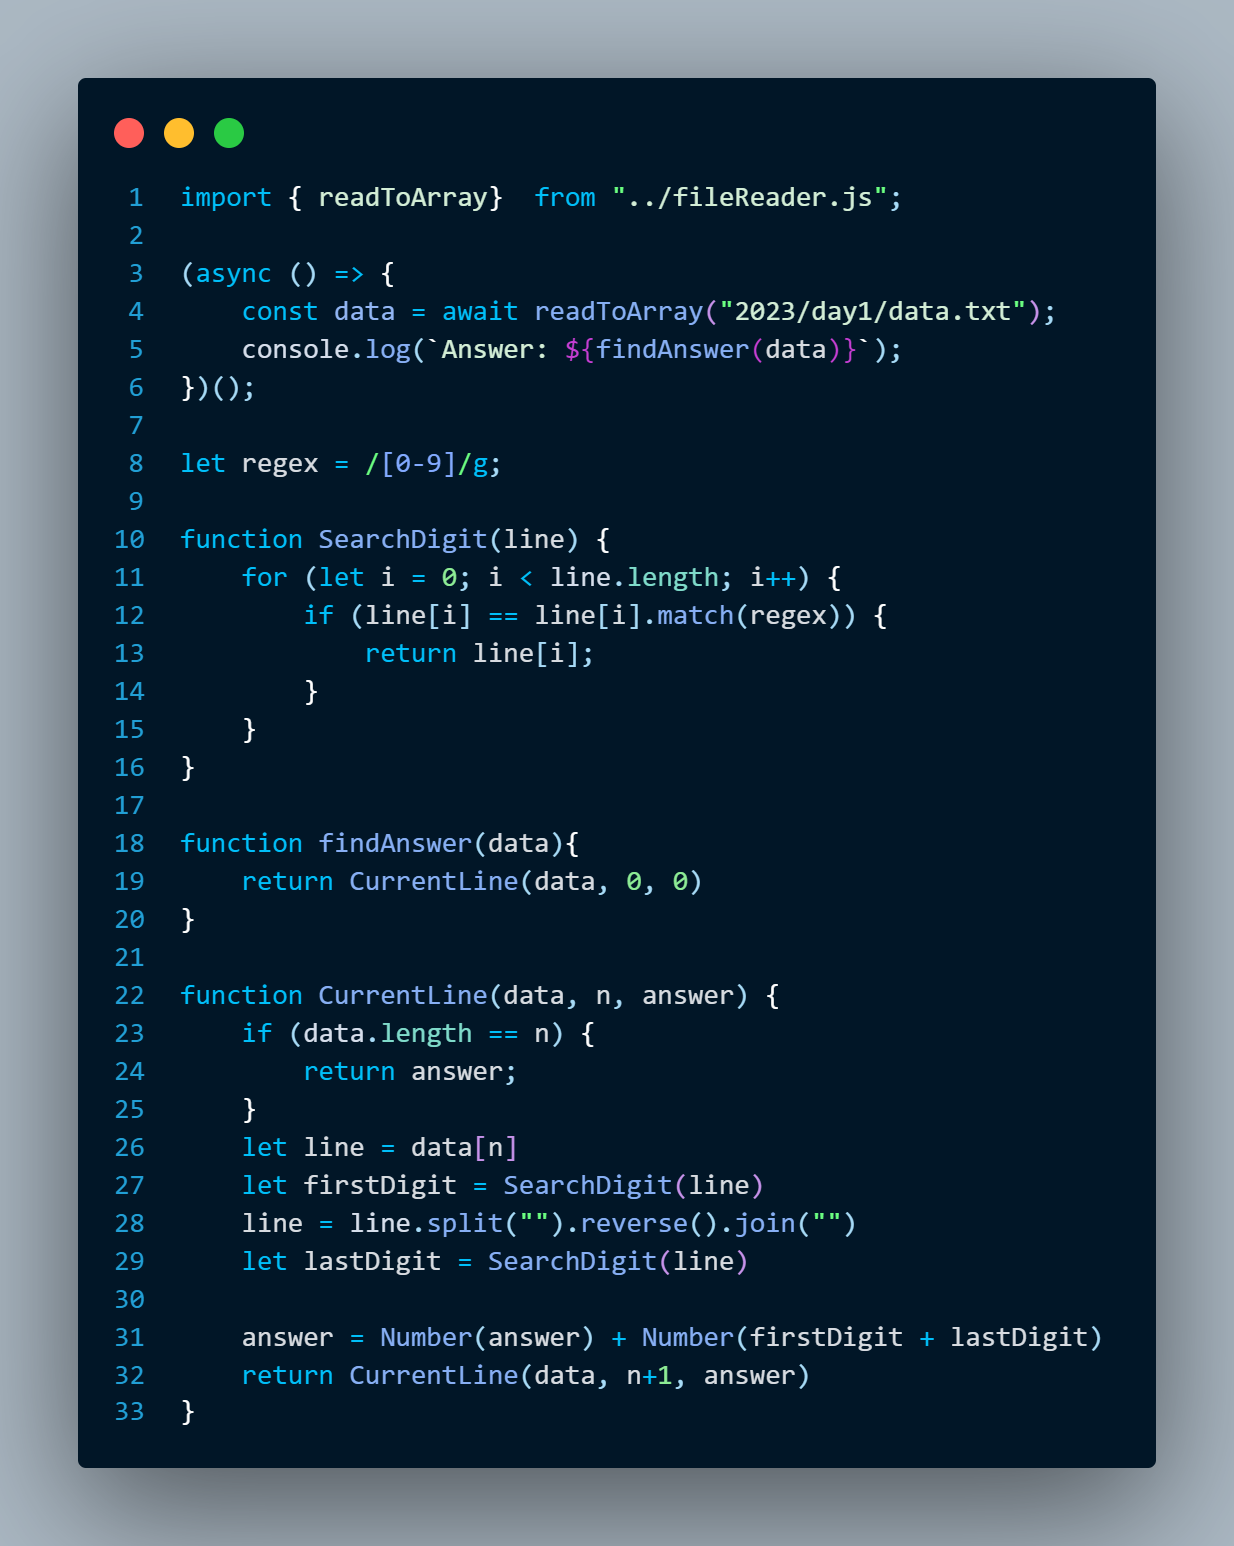 1 import { readToArray}  from "../fileReader.js";
2
3 (async () => {
4     const data = await readToArray("2023/day1/data.txt");
5     console.log(`Answer: ${findAnswer(data)}`);
6 })();
7
8 let regex = /[0-9]/g;
9
10 function SearchDigit(line) {
11     for (let i = 0; i < line.length; i++) {
12         if (line[i] == line[i].match(regex)) {
13             return line[i];
14         }
15     }
16 }
17
18 function findAnswer(data){
19     return CurrentLine(data, 0, 0)
20 }
21
22 function CurrentLine(data, n, answer) {
23     if (data.length == n) {
24         return answer;
25     }
26     let line = data[n]
27     let firstDigit = SearchDigit(line)
28     line = line.split("").reverse().join("")
29     let lastDigit = SearchDigit(line)
30
31     answer = Number(answer) + Number(firstDigit + lastDigit)
32     return CurrentLine(data, n+1, answer)
33 }